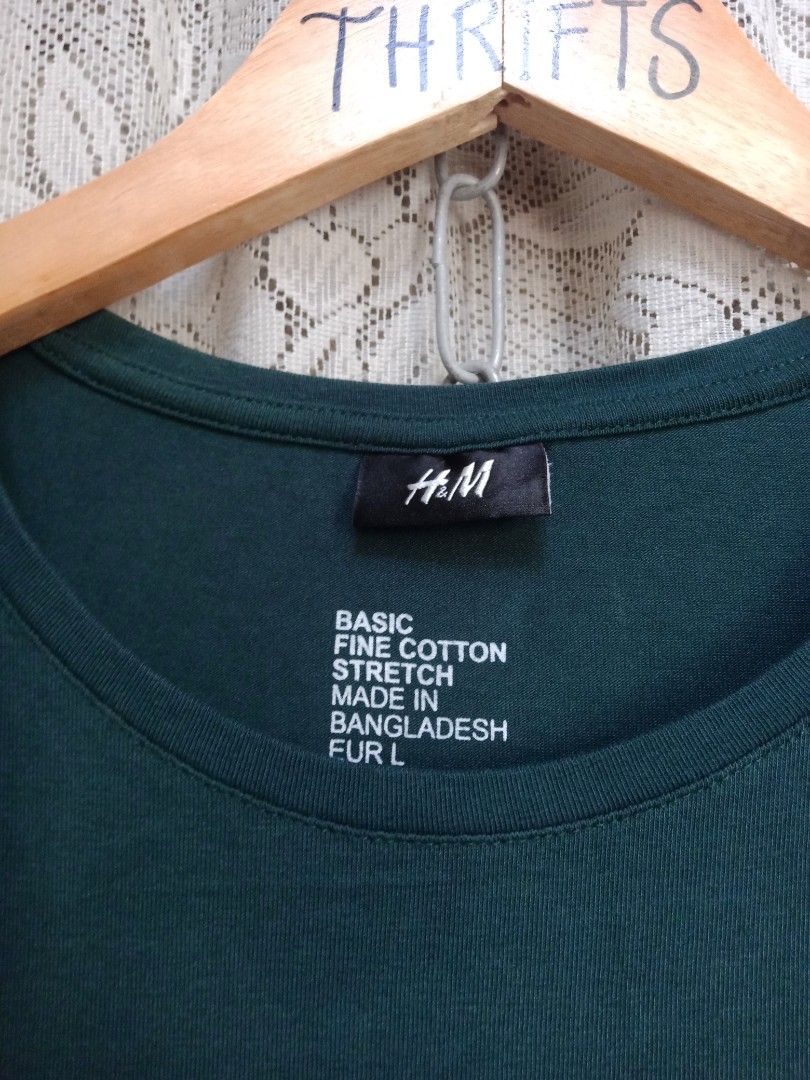 THRIFTS
H&M
BASIC
FINE COTTON
STRETCH
MADE IN
BANGLADESH
EUR L